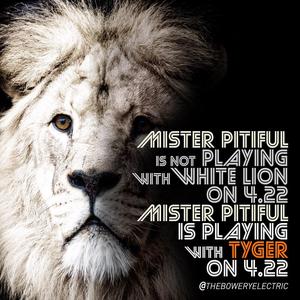 MISTER PITIFUL
IS NOT PLAYING
WITH WHITE LION
ON 4.22
MISTER PITIFUL
IS PLAYING
WITH TYGER
ON 4.22
@THEBOWERYELECTRIC